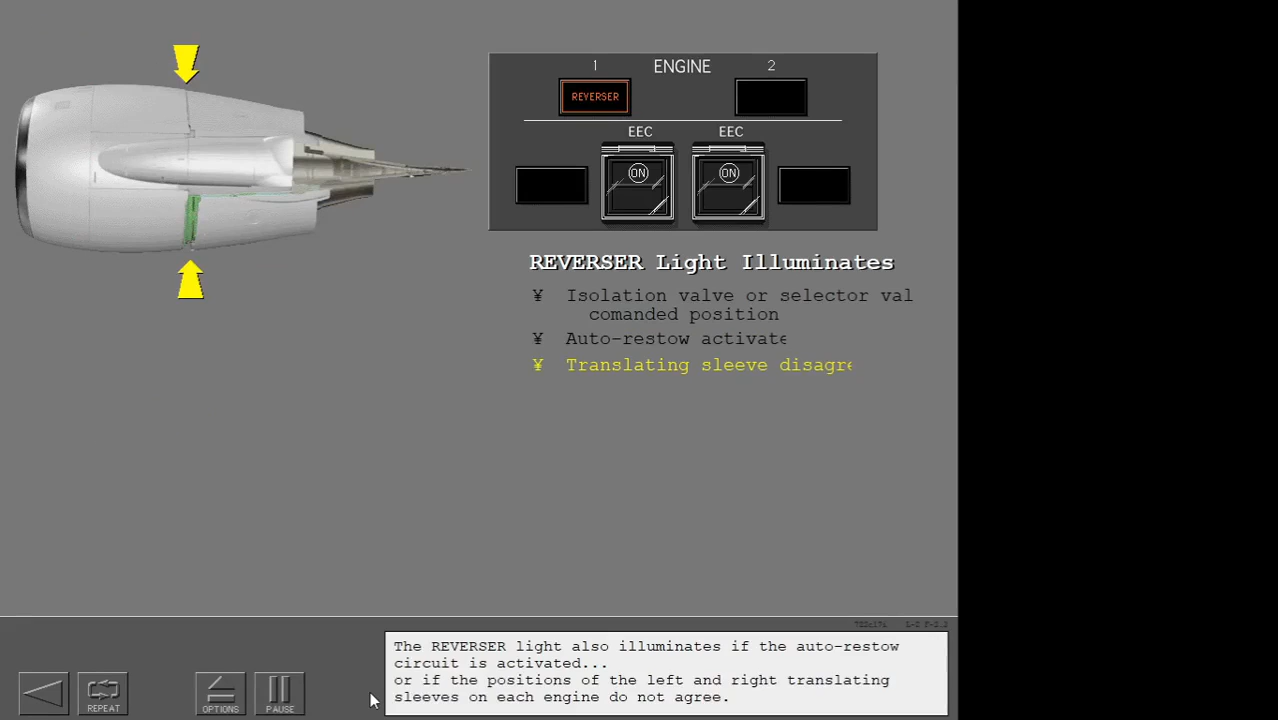 1 ENGINE 2
REVERSER
EEC EEC
ON ON
REVERSER Light Illuminates
¥ Isolation valve or selector val
comanded position
¥ Auto-restow activate
¥ Translating sleeve disagre
The REVERSER light also illuminates if the auto-restow
circuit is activated...
or if the positions of the left and right translating
sleeves on each engine do not agree.
REPEAT OPTIONS PAUSE